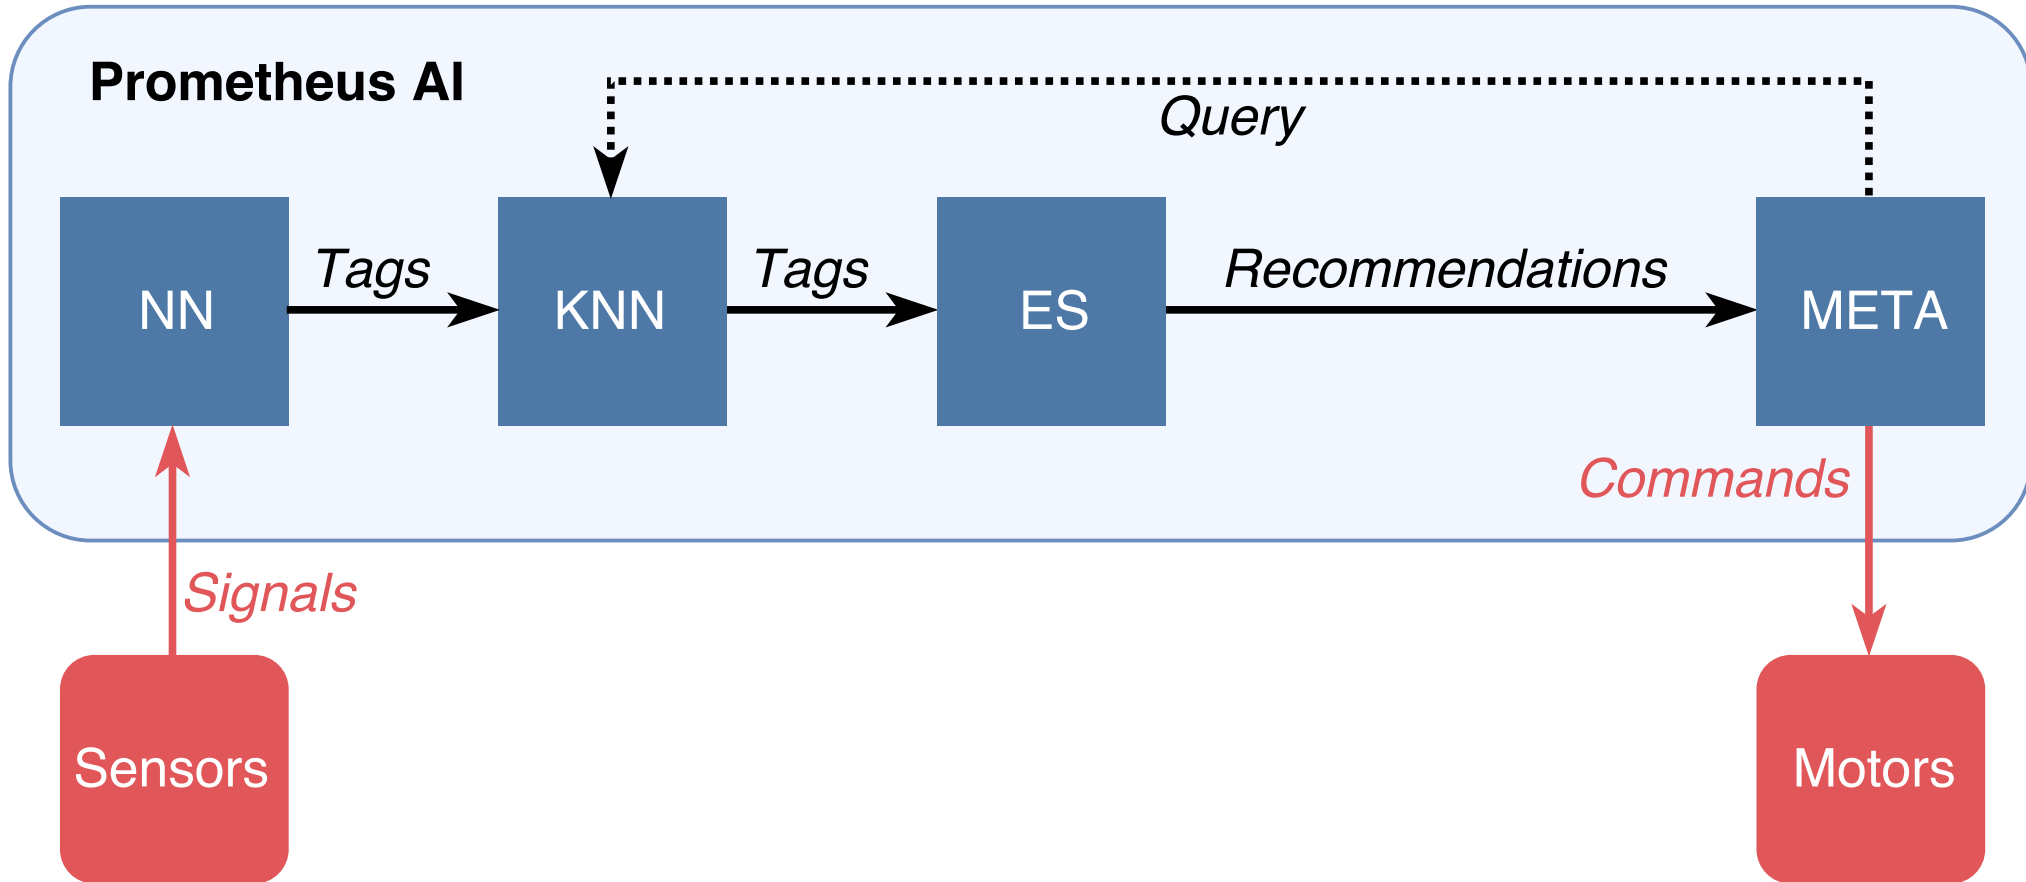 Prometheus AI
Query
Tags
Tags
Recommendations
NN
KNN
ES
META
Commands
Signals
Sensors
Motors